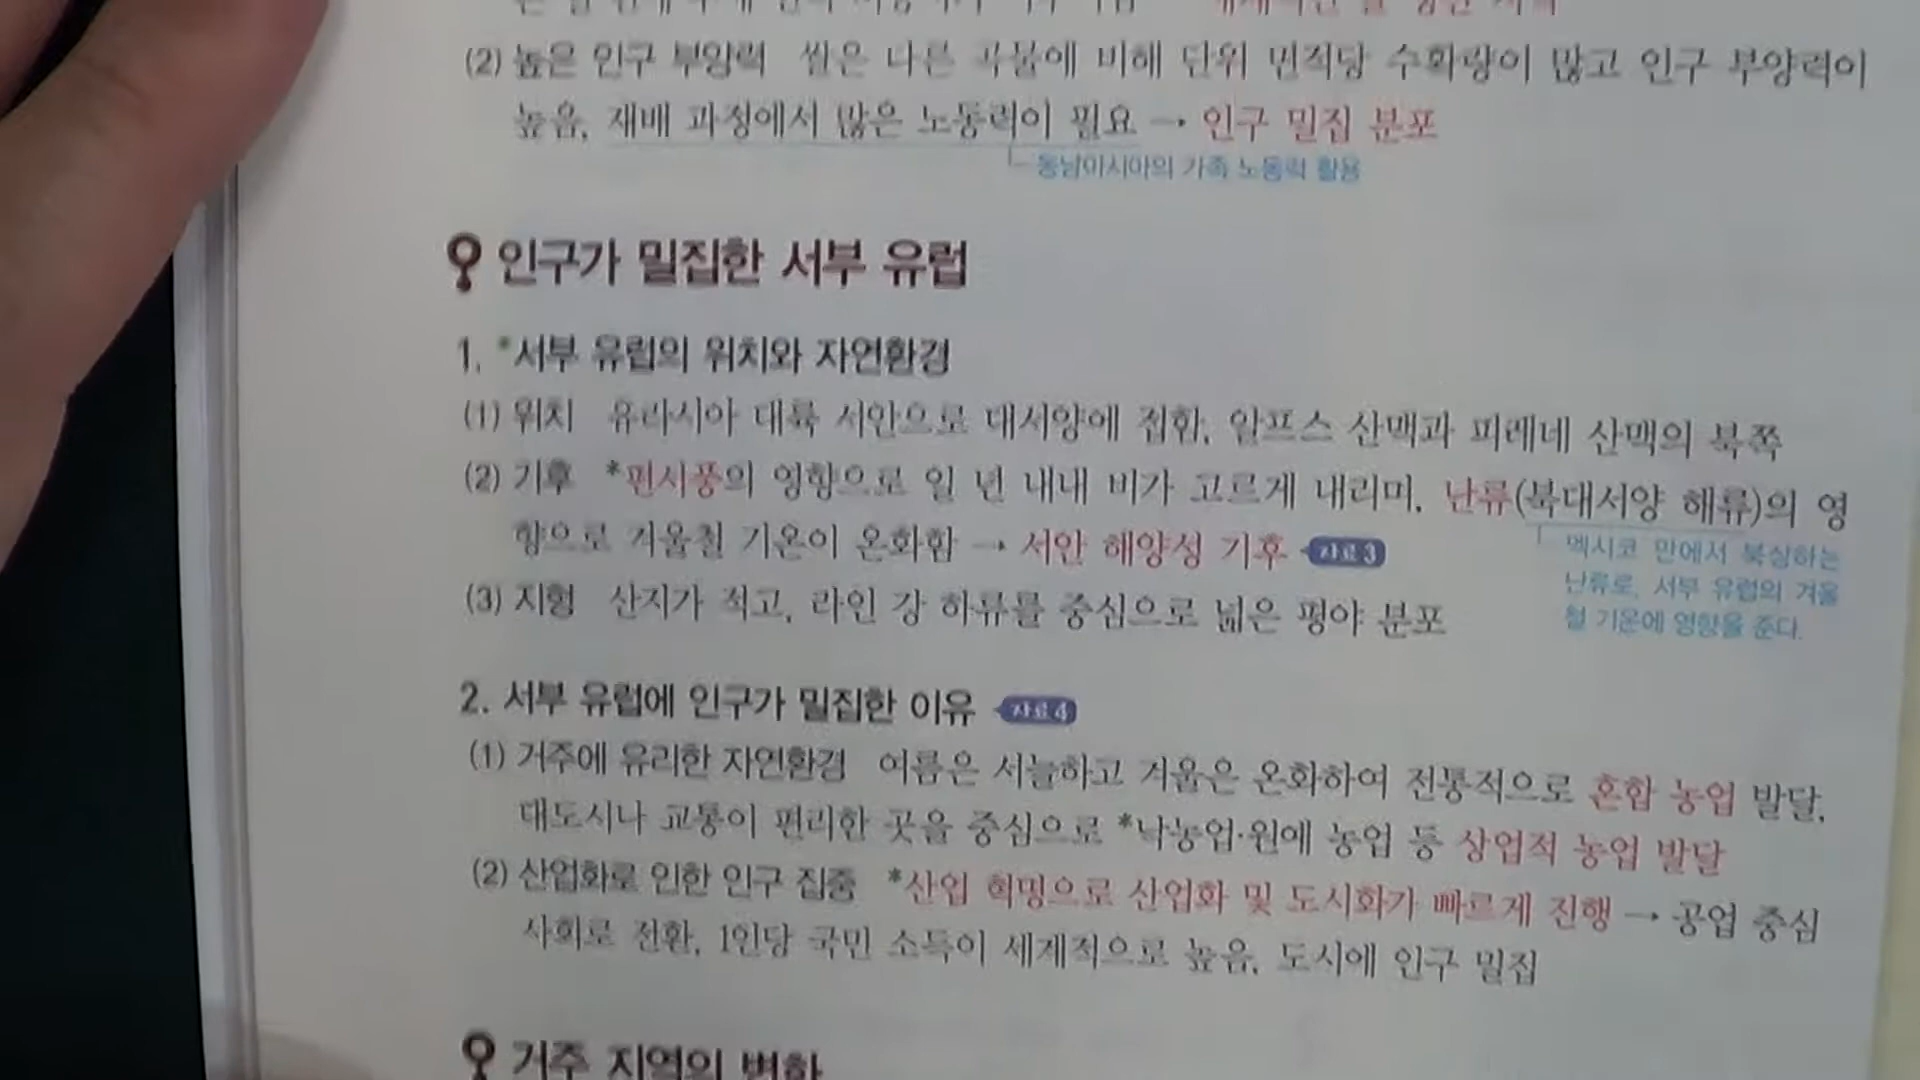 (2) 높은 인구 부양력 쌀은 다른 곡물에 비해 단위 면적당 수확량이 많고 인구 부양력이
높음, 재배 과정에서 많은 노동력이 필요 → 인구 밀집 분포
동남아시아의 가족 노동력 활용
인구가 밀집한 서부 유럽
1. *서부 유럽의 위치와 자연환경
(1) 위치 유라시아 대륙 서안으로 대서양에 접함, 알프스 산맥과 피레네 산맥의 북쪽
(2) 기후 *편서풍의 영향으로 일 년 내내 비가 고르게 내리며, 난류(북대서양 해류)의 영
향으로 겨울철 기온이 온화함 → 서안 해양성 기후 자료3
멕시코 만에서 북상하는
난류로, 서부 유럽의 겨울
철 기온에 영향을 준다.
(3) 지형 산지가 적고, 라인 강 하류를 중심으로 넓은 평야 분포
2. 서부 유럽에 인구가 밀집한 이유 자료4
(1) 거주에 유리한 자연환경 여름은 서늘하고 겨울은 온화하여 전통적으로 혼합 농업 발달,
대도시나 교통이 편리한 곳을 중심으로 *낙농업·원예 농업 등 상업적 농업 발달
(2) 산업화로 인한 인구 집중 *산업 혁명으로 산업화 및 도시화가 빠르게 진행 → 공업 중심
사회로 전환, 1인당 국민 소득이 세계적으로 높음, 도시에 인구 밀집
거주 지역의 변화